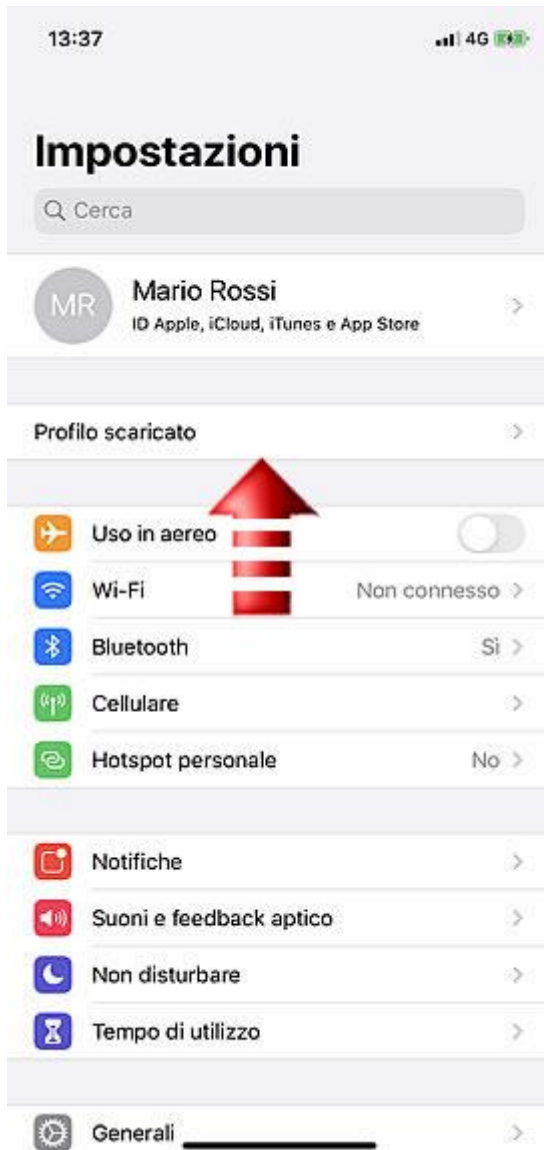 13:37
4G
Impostazioni
Cerca
MR
Mario Rossi
ID Apple, iCloud, iTunes e App Store
Profilo scaricato
Uso in aereo
Wi-Fi Non connesso
Bluetooth Sì
Cellulare
Hotspot personale No
Notifiche
Suoni e feedback aptico
Non disturbare
Tempo di utilizzo
Generali